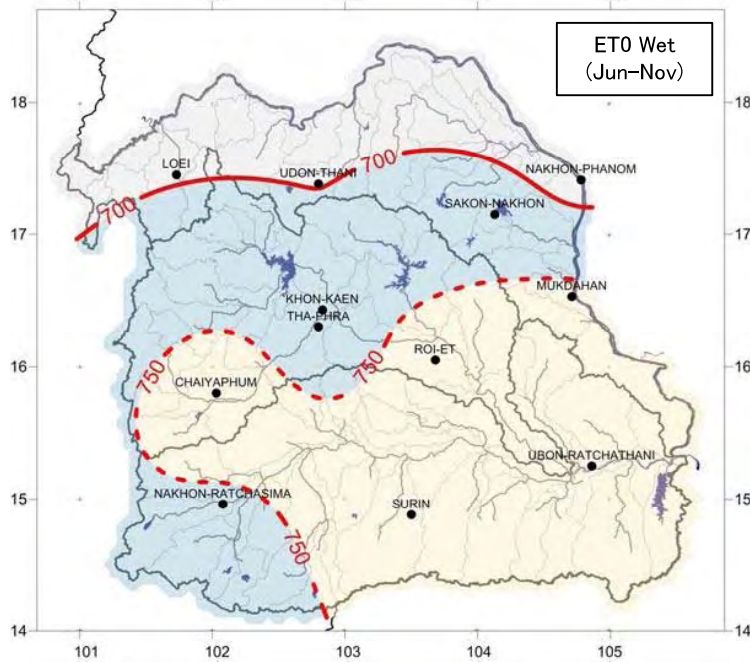 ET0 Wet
(Jun-Nov)
18
18
LOEI
UDON-THANI
700
NAKHON-PHANOM
700
SAKON-NAKHON
17
17
MUKDAHAN
KHON-KAEN
THA-PHRA
750
750
ROI-ET
16
16
CHAIYAPHUM
UBON-RATCHATHANI
15
15
NAKHON-RATCHASIMA
SURIN
750
14
14
101
102
103
104
105